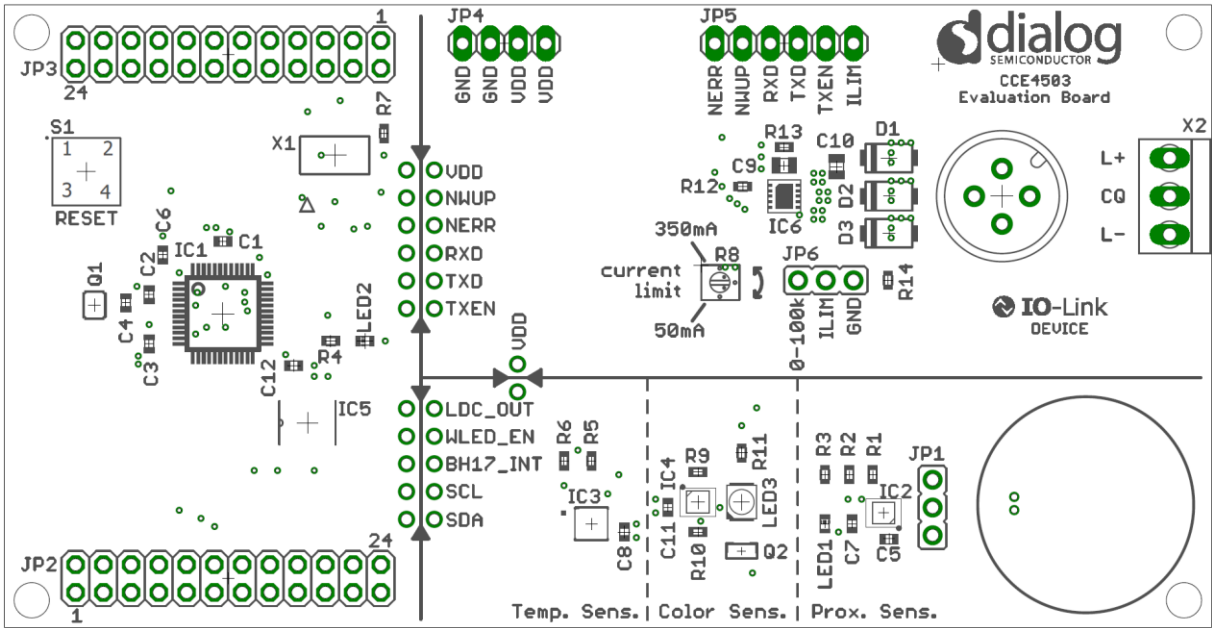 1
JP3
24
S1
1 2
3 4
RESET
X1
R7
C6
IC1
C1
C2
Q1
C4
C3
C12
R4
LED2
IC5
JP2
24
1
JP4
GND
GND
VDD
VDD
VDD
NWUP
NERR
RXD
TXD
TXEN
VDD
LDC_OUT
WLED_EN
BH17_INT
SCL
SDA
JP5
NERR
NWUP
RXD
TXD
TXEN
ILIM
dialog
SEMICONDUCTOR
CCE4503
Evaluation Board
R13
C10
D1
C9
R12
D2
IC6
D3
X2
L+
CQ
L-
350mA
R8
current
limit
50mA
JP6
0-100k
ILIM
GND
R14
IO-Link
DEVICE
R6
R5
IC3
C8
Temp. Sens.
IC4
R9
R11
C11
LED3
R10
Q2
Color Sens.
R3
R2
R1
JP1
IC2
LED1
C7
C5
Prox. Sens.